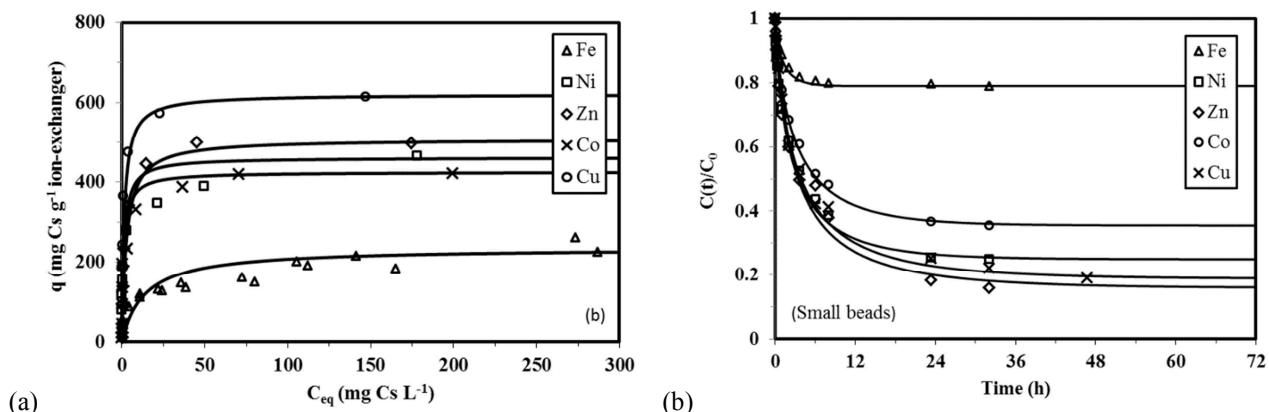 (a)
800
600
400
200
0
q (mg Cs g⁻¹ ion-exchanger)
0 50 100 150 200 250 300
C_eq (mg Cs L⁻¹)
Fe
Ni
Zn
Co
Cu
(b)
(b)
1
0.8
0.6
0.4
0.2
0
C(t)/C₀
0 12 24 36 48 60 72
Time (h)
Fe
Ni
Zn
Co
Cu
(Small beads)